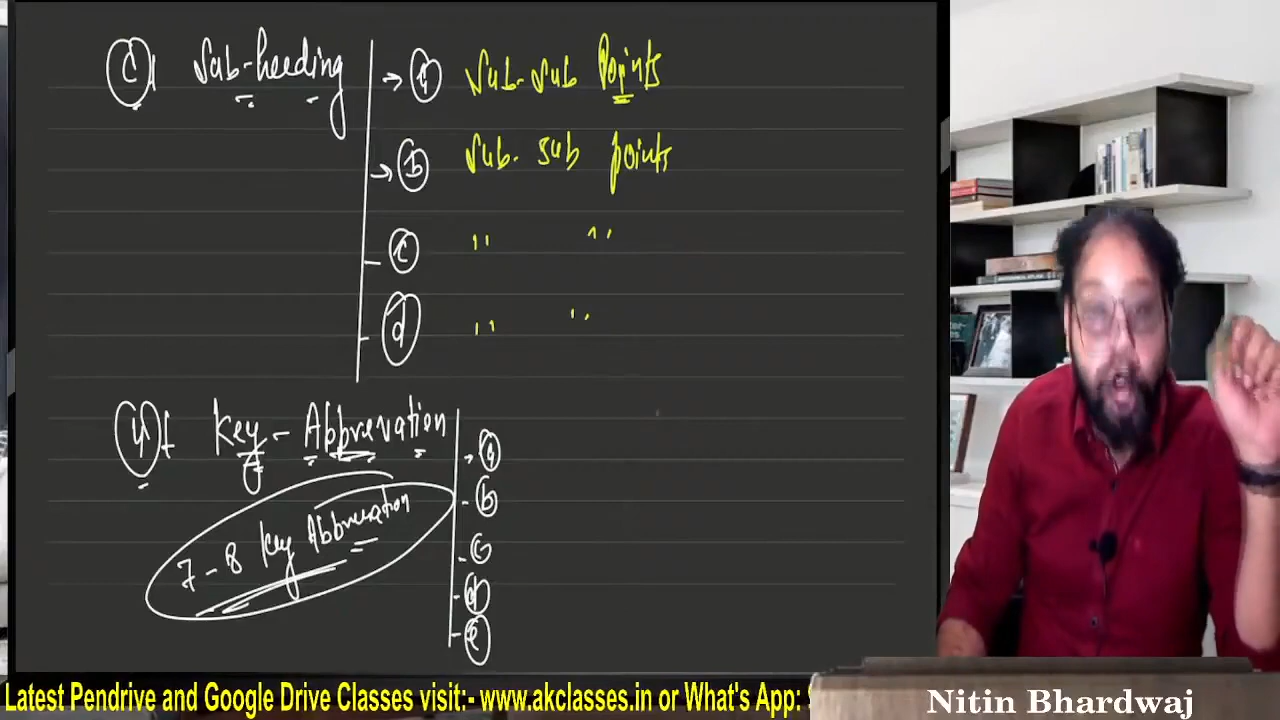 C) Sub-heading
→ a Sub-sub Points
→ b Sub-sub points
- c " "
- d " "
4) Key-Abbrevation
7-8 Key Abbrevation
→ a
- b
- c
- d
- e
Latest Pendrive and Google Drive Classes visit:- www.akclasses.in or What's App:
Nitin Bhardwaj